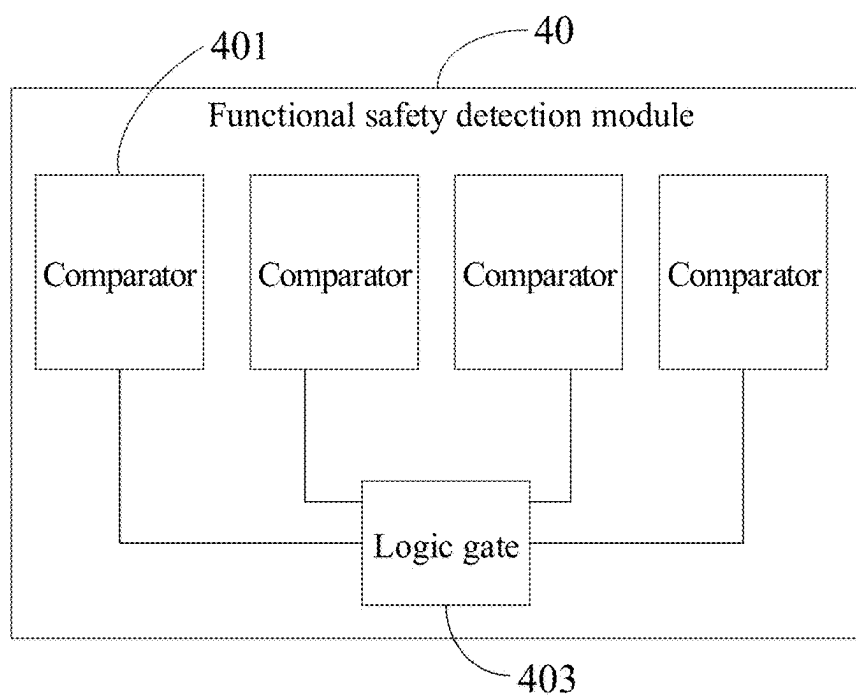 401
40
Functional safety detection module
Comparator
Comparator
Comparator
Comparator
Logic gate
403